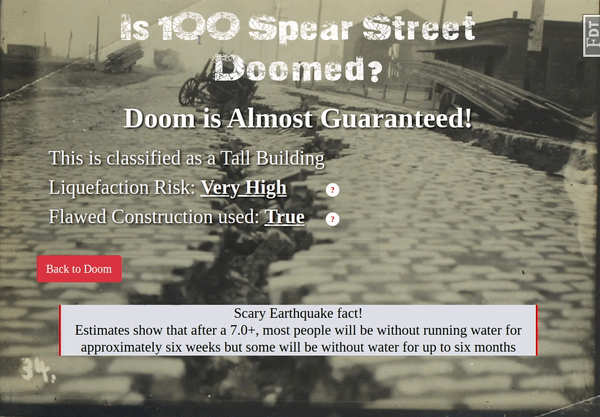 Is 100 Spear Street
Doomed?
FDT
Doom is Almost Guaranteed!
This is classified as a Tall Building
Liquefaction Risk: Very High ?
Flawed Construction used: True ?
Back to Doom
Scary Earthquake fact!
Estimates show that after a 7.0+, most people will be without running water for
approximately six weeks but some will be without water for up to six months
34.